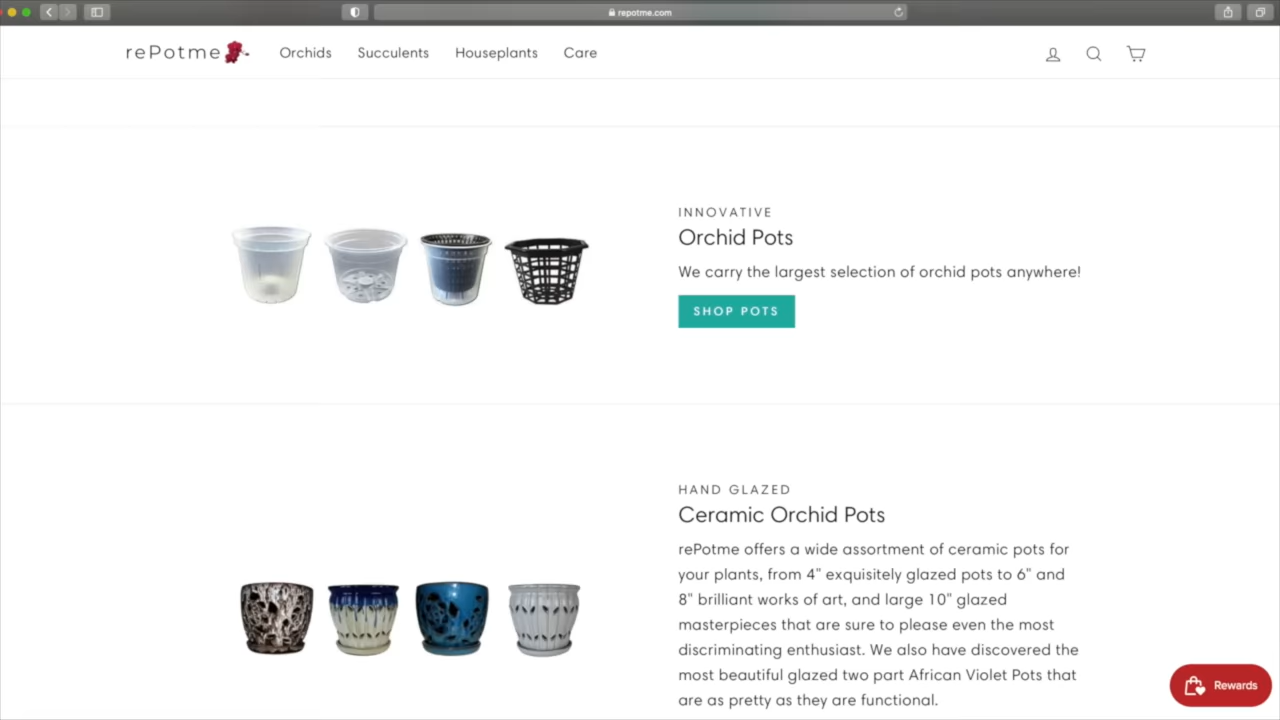 repotme.com
rePotme Orchids Succulents Houseplants Care
INNOVATIVE
Orchid Pots
We carry the largest selection of orchid pots anywhere!
SHOP POTS
HAND GLAZED
Ceramic Orchid Pots
rePotme offers a wide assortment of ceramic pots for
your plants, from 4" exquisitely glazed pots to 6" and
8" brilliant works of art, and large 10" glazed
masterpieces that are sure to please even the most
discriminating enthusiast. We also have discovered the
most beautiful glazed two part African Violet Pots that
are as pretty as they are functional.
Rewards